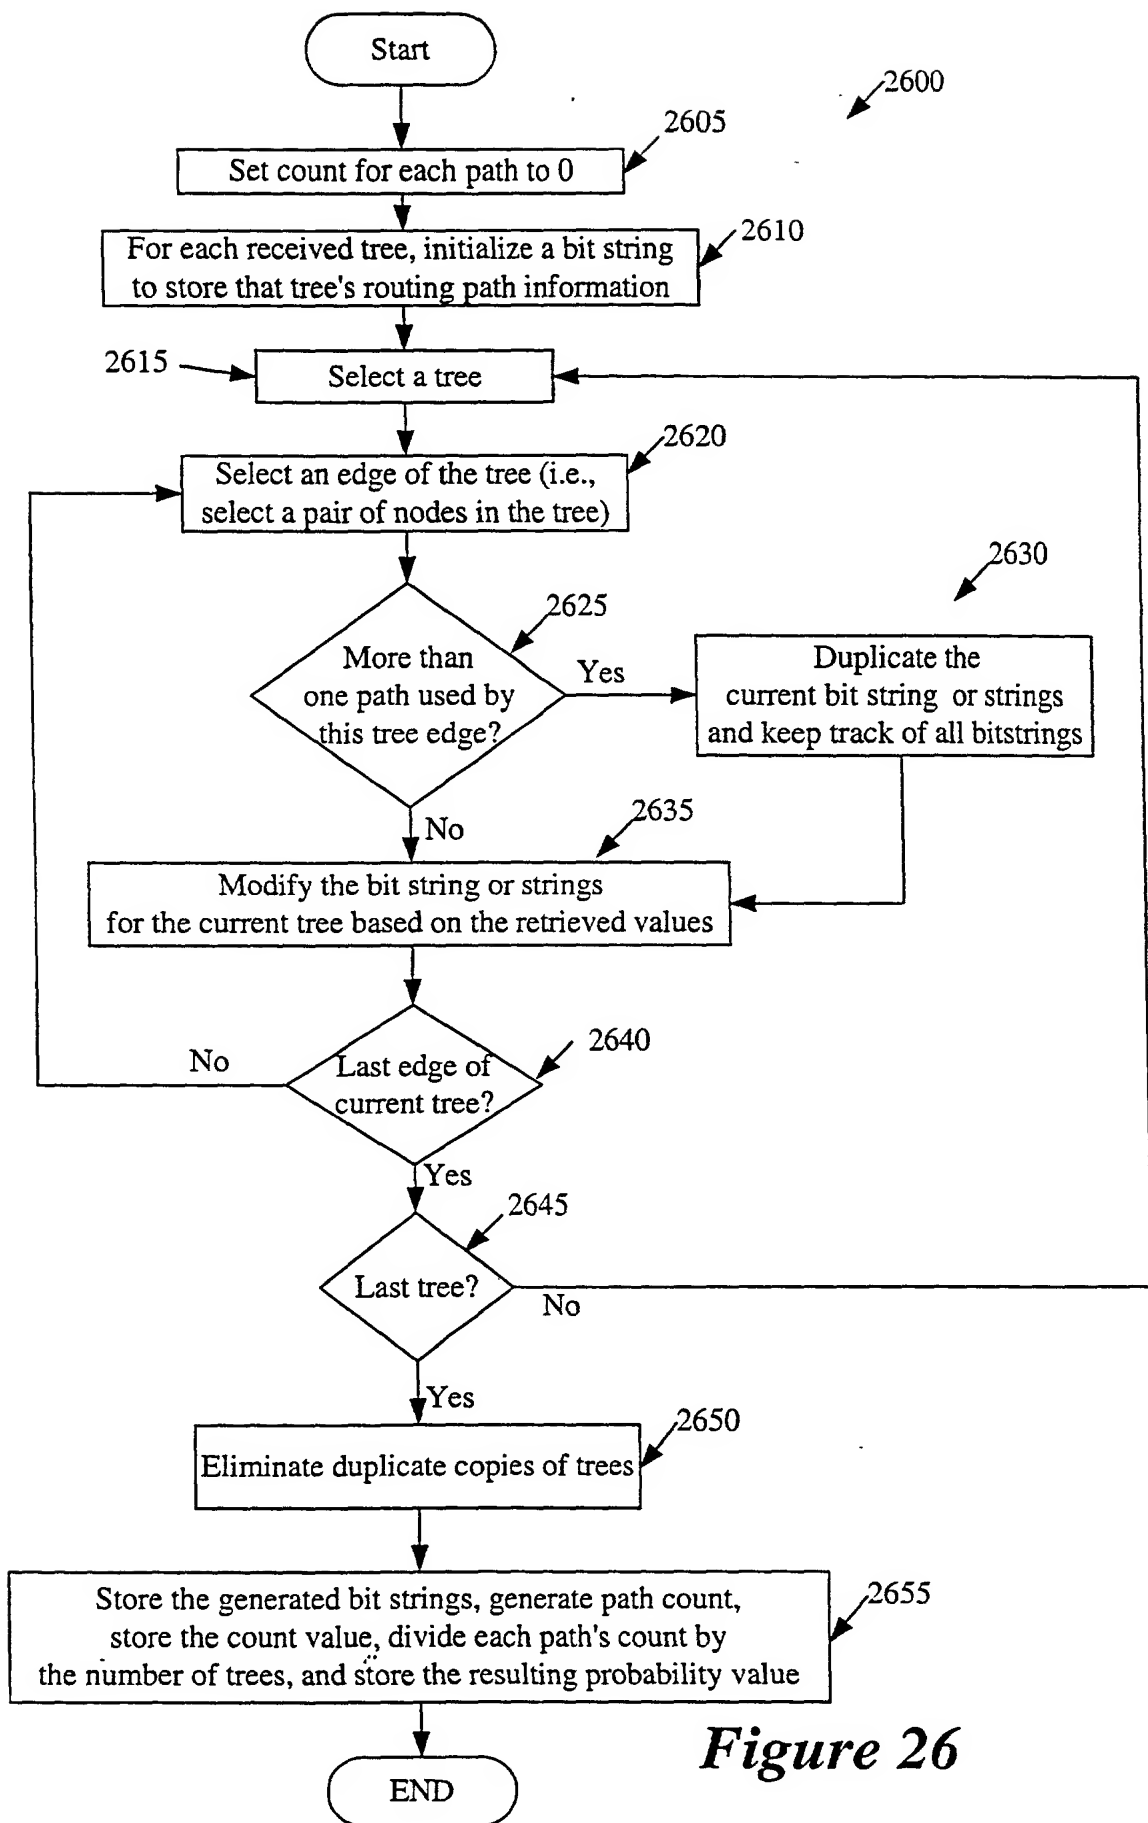 Start
2600
2605
Set count for each path to 0
2610
For each received tree, initialize a bit string
to store that tree's routing path information
2615
Select a tree
2620
Select an edge of the tree (i.e.,
select a pair of nodes in the tree)
2625
2630
More than
one path used by
this tree edge?
Yes
Duplicate the
current bit string or strings
and keep track of all bitstrings
No
2635
Modify the bit string or strings
for the current tree based on the retrieved values
2640
No
Last edge of
current tree?
Yes
2645
Last tree?
No
Yes
2650
Eliminate duplicate copies of trees
2655
Store the generated bit strings, generate path count,
store the count value, divide each path's count by
the number of trees, and store the resulting probability value
END
Figure 26